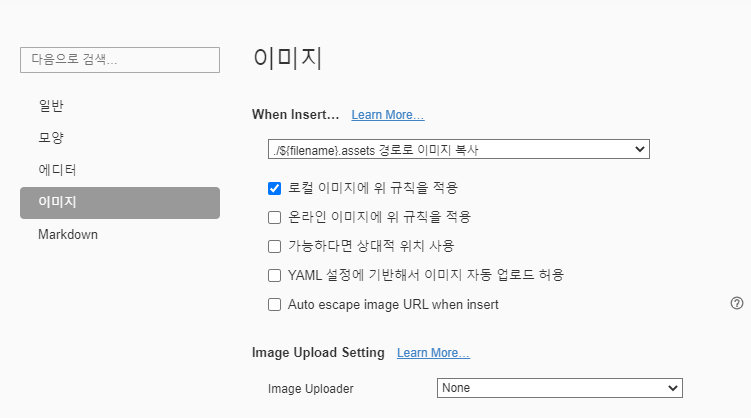 다음으로 검색...
일반
모양
에디터
이미지
Markdown
이미지
When Insert... Learn More...
./${filename}.assets 경로로 이미지 복사
로컬 이미지에 위 규칙을 적용
온라인 이미지에 위 규칙을 적용
가능하다면 상대적 위치 사용
YAML 설정에 기반해서 이미지 자동 업로드 허용
Auto escape image URL when insert
Image Upload Setting Learn More...
Image Uploader None